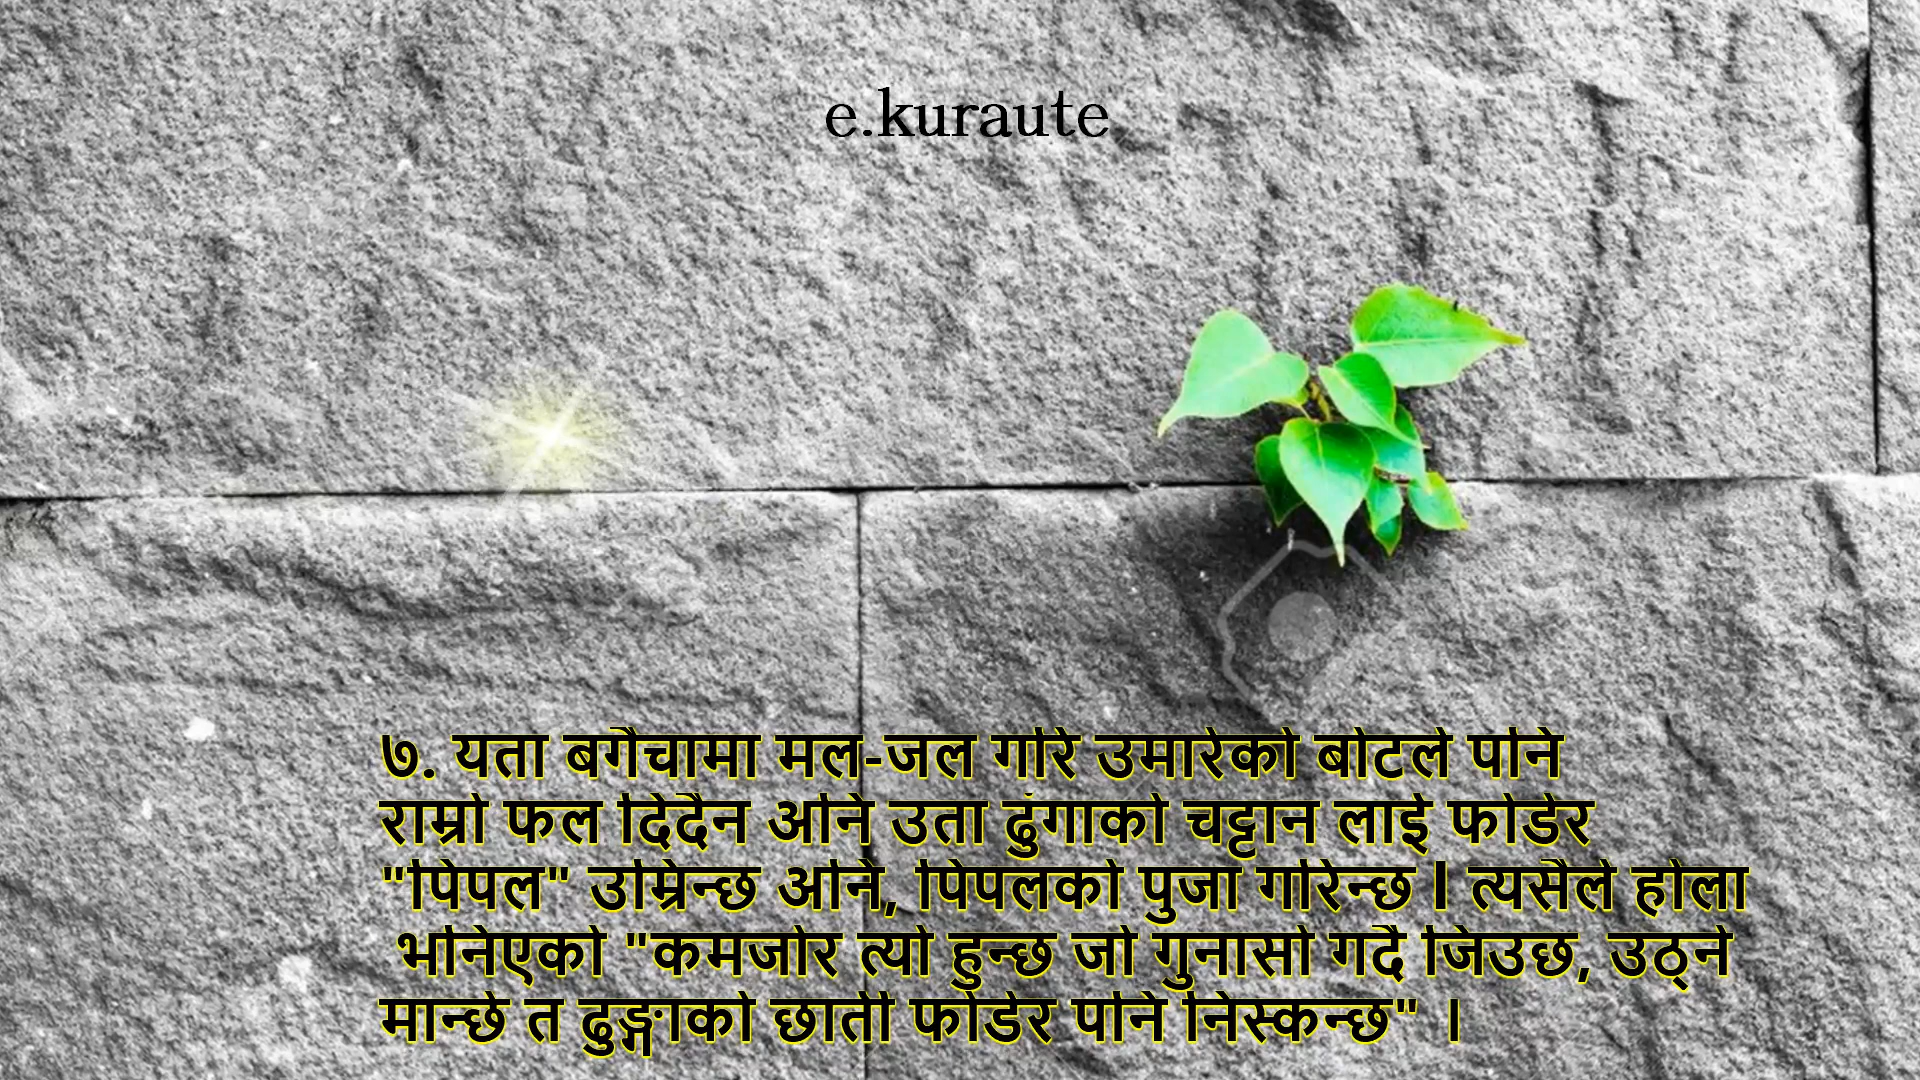 e.kuraute
७. यता बगैचामा मल-जल गरि उमारेको बोटले पनि
राम्रो फल दिदैन अनि उता ढुंगाको चट्टान लाई फोडेर
"पिपल" उम्रिन्छ अनि, पिपलको पुजा गरिन्छ । त्यसैले होला
भनिएको "कमजोर त्यो हुन्छ जो गुनासो गर्दै जिउछ, उठ्ने
मान्छे त ढुङ्गाको छाती फोडेर पनि निस्कन्छ" ।